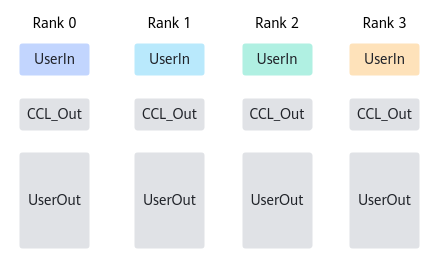 Rank 0 Rank 1 Rank 2 Rank 3
UserIn UserIn UserIn UserIn
CCL_Out CCL_Out CCL_Out CCL_Out
UserOut UserOut UserOut UserOut